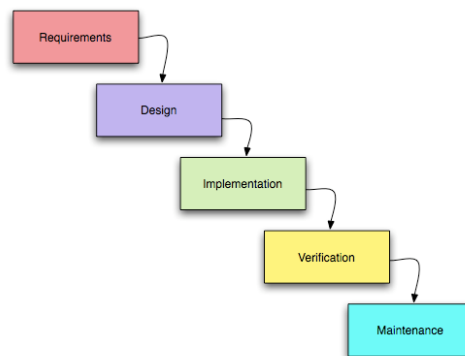 Requirements
Design
Implementation
Verification
Maintenance